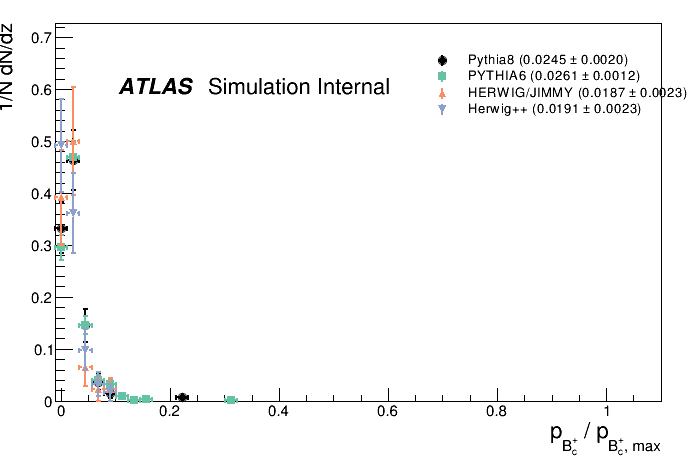 1/N dN/dz
0.7
0.6
0.5
0.4
0.3
0.2
0.1
0
ATLAS Simulation Internal
Pythia8 (0.0245 ± 0.0020)
PYTHIA6 (0.0261 ± 0.0012)
HERWIG/JIMMY (0.0187 ± 0.0023)
Herwig++ (0.0191 ± 0.0023)
0 0.2 0.4 0.6 0.8 1
p_{B_c^+} / p_{B_c^+, max}